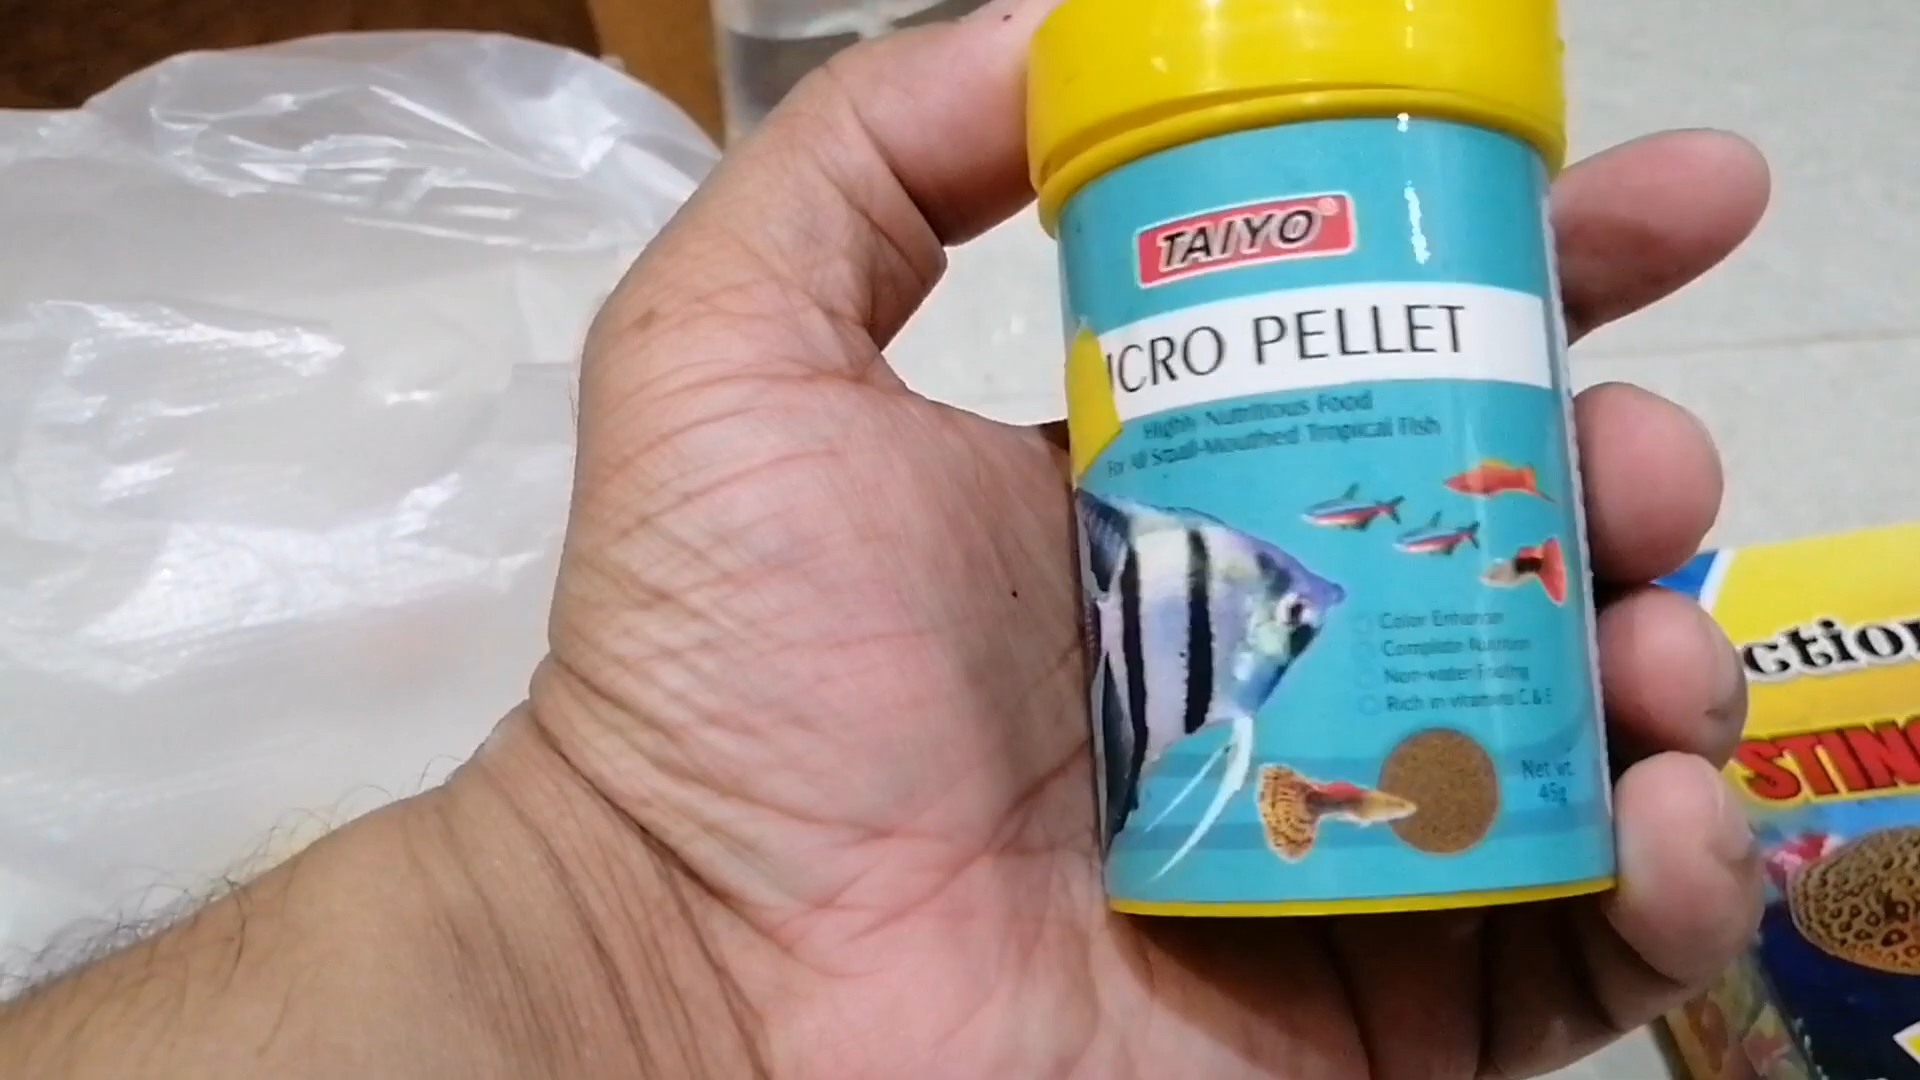 TAIYO®
ICRO PELLET
Highly Nutritious Food
For All Small-Mouthed Tropical Fish
Color Enhancer
Complete Nutrition
Non-water Fouling
Rich in vitamins C & E
Net wt.
45g
ction
STING